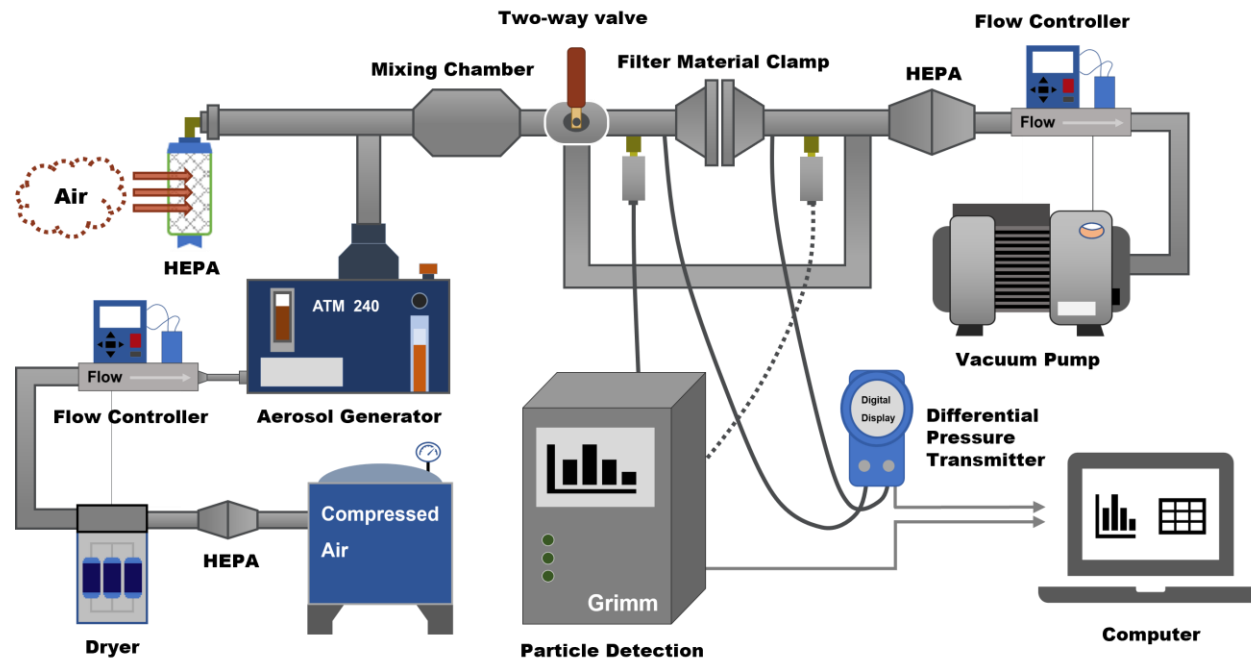 Two-way valve
Flow Controller
Mixing Chamber
Filter Material Clamp
HEPA
Flow
Air
HEPA
ATM 240
Vacuum Pump
Flow
Flow Controller
Aerosol Generator
Digital
Display
Differential
Pressure
Transmitter
Compressed
Air
HEPA
Grimm
Dryer
Particle Detection
Computer